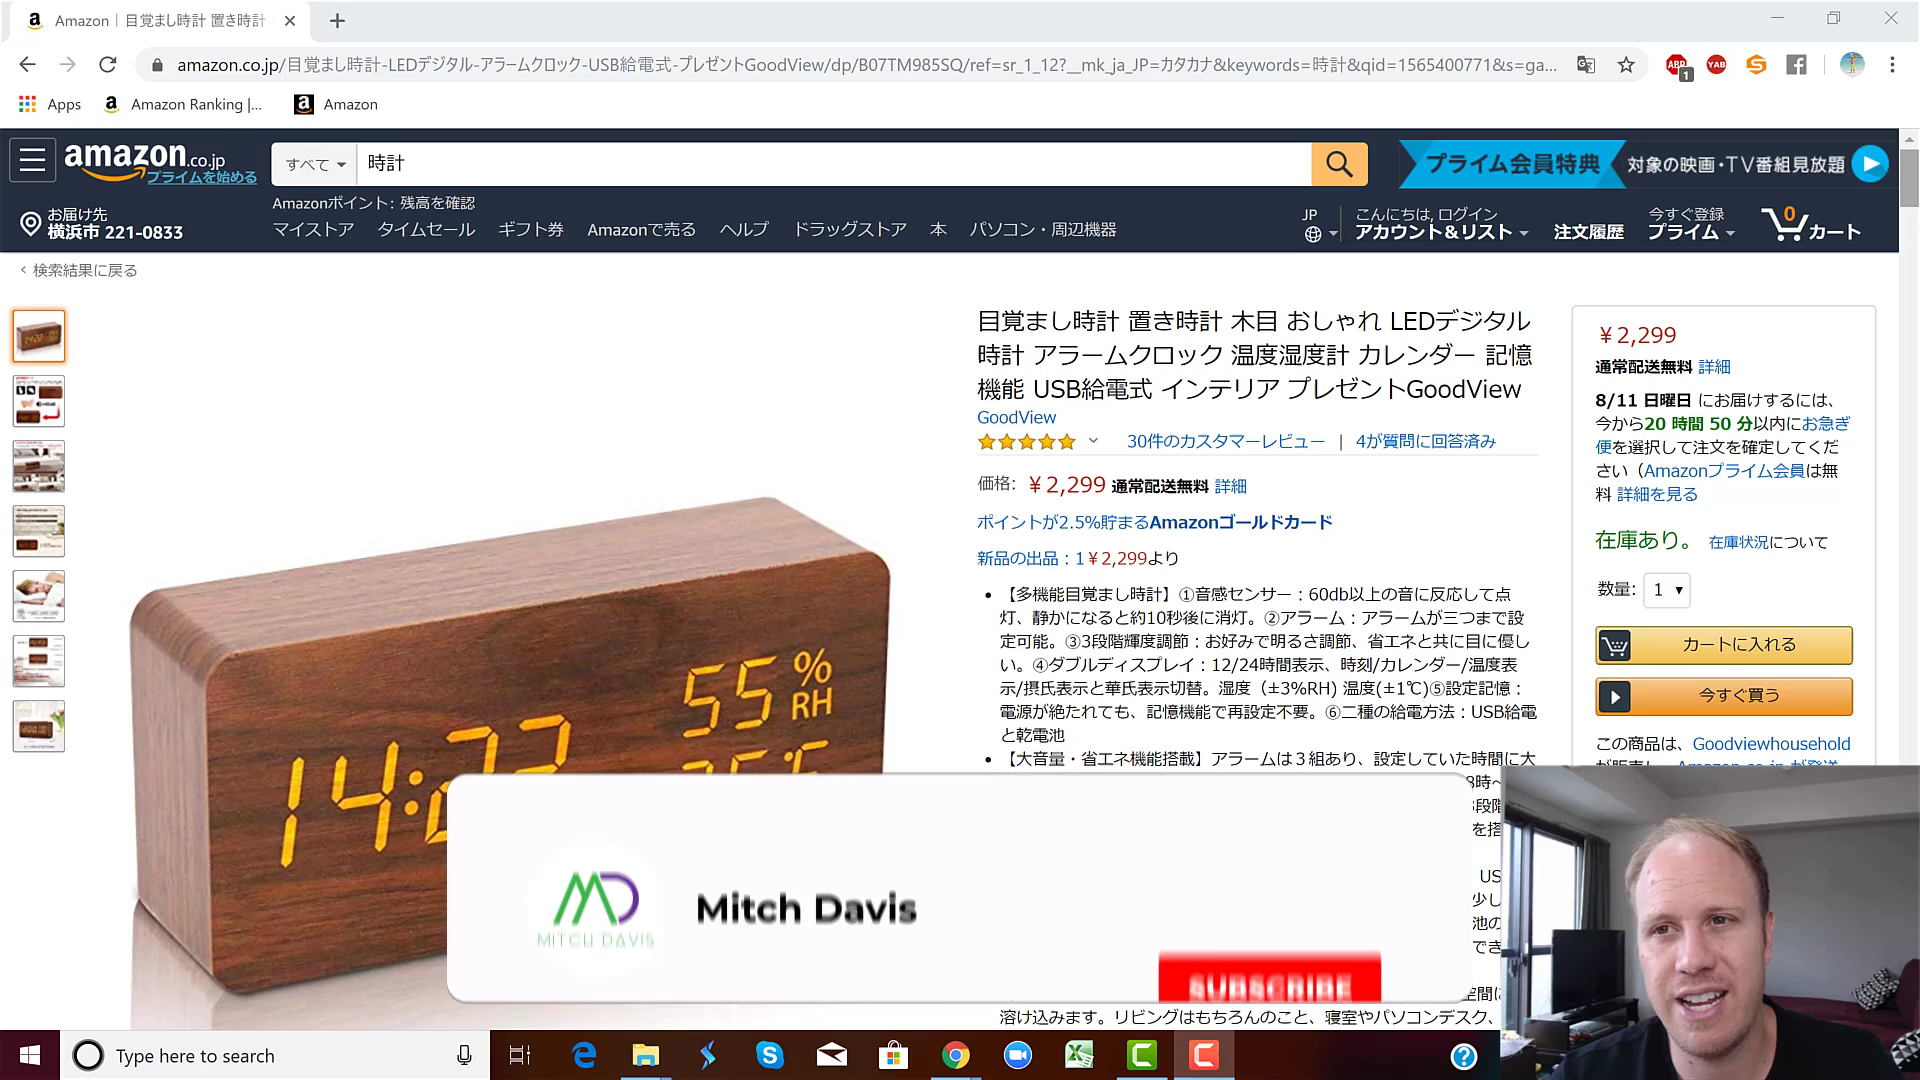 Amazon | 目覚まし時計 置き時計
amazon.co.jp/目覚まし時計-LEDデジタル-アラームクロック-USB給電式-プレゼントGoodView/dp/B07TM985SQ/ref=sr_1_12?__mk_ja_JP=カタカナ&keywords=時計&qid=1565400771&s=ga...
ABP
1
YAB
Apps
Amazon Ranking |...
Amazon
amazon.co.jp
プライムを始める
すべて
時計
プライム会員特典
対象の映画・TV番組見放題
お届け先
横浜市 221-0833
Amazonポイント: 残高を確認
マイストア タイムセール ギフト券 Amazonで売る ヘルプ ドラッグストア 本 パソコン・周辺機器
JP
こんにちは, ログイン
アカウント&リスト
注文履歴
今すぐ登録
プライム
0
カート
‹ 検索結果に戻る
目覚まし時計 置き時計 木目 おしゃれ LEDデジタル
時計 アラームクロック 温度湿度計 カレンダー 記憶
機能 USB給電式 インテリア プレゼントGoodView
GoodView
30件のカスタマーレビュー | 4が質問に回答済み
価格: ￥2,299 通常配送無料 詳細
ポイントが2.5%貯まるAmazonゴールドカード
新品の出品：1￥2,299より
【多機能目覚まし時計】①音感センサー：60db以上の音に反応して点
灯、静かになると約10秒後に消灯。②アラーム：アラームが三つまで設
定可能。③3段階輝度調節：お好みで明るさ調節、省エネと共に目に優し
い。④ダブルディスプレイ：12/24時間表示、時刻/カレンダー/温度表
示/摂氏表示と華氏表示切替。湿度（±3%RH) 温度(±1℃)⑤設定記憶：
電源が絶たれても、記憶機能で再設定不要。⑥二種の給電方法：USB給電
と乾電池
【大音量・省エネ機能搭載】アラームは３組あり、設定していた時間に大
溶け込みます。リビングはもちろんのこと、寝室やパソコンデスク、
￥2,299
通常配送無料 詳細
8/11 日曜日 にお届けするには、
今から20 時間 50 分以内にお急ぎ
便を選択して注文を確定してくだ
さい（Amazonプライム会員は無
料 詳細を見る
在庫あり。 在庫状況について
数量: 1
カートに入れる
今すぐ買う
この商品は、Goodviewhousehold
55 % RH
MITCH DAVIS
Mitch Davis
SUBSCRIBE
Type here to search